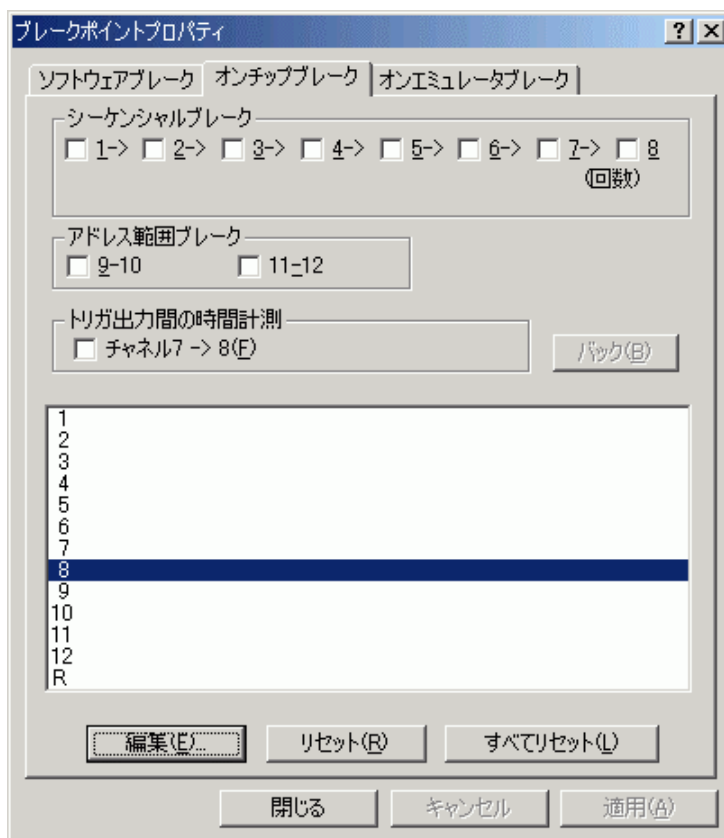 ブレークポイントプロパティ
ソフトウェアブレーク オンチップブレーク オンエミュレータブレーク
シーケンシャルブレーク
1-> 2-> 3-> 4-> 5-> 6-> 7-> 8
(回数)
アドレス範囲ブレーク
9-10 11-12
トリガ出力間の時間計測
チャネル7 -> 8(F)
バック(B)
1
2
3
4
5
6
7
8
9
10
11
12
R
編集(E)... リセット(R) すべてリセット(L)
閉じる キャンセル 適用(A)